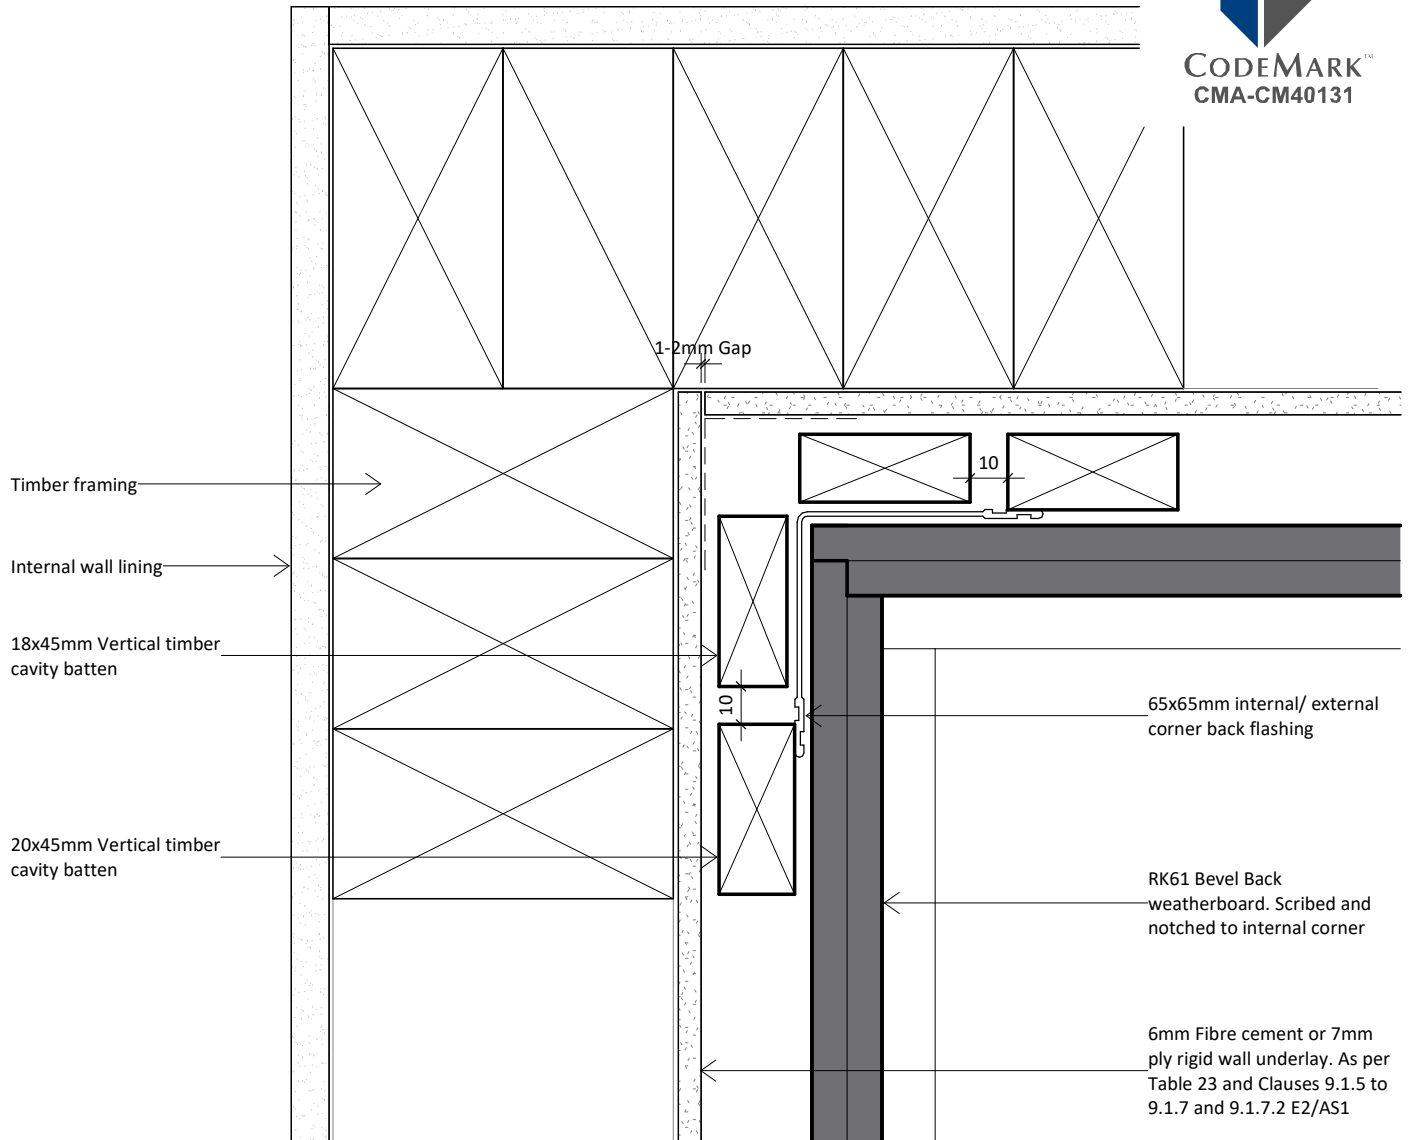 CODEMARK™
CMA-CM40131
1-2mm Gap
10
Timber framing
Internal wall lining
18x45mm Vertical timber
cavity batten
10
65x65mm internal/ external
corner back flashing
20x45mm Vertical timber
cavity batten
RK61 Bevel Back
weatherboard. Scribed and
notched to internal corner
6mm Fibre cement or 7mm
ply rigid wall underlay. As per
Table 23 and Clauses 9.1.5 to
9.1.7 and 9.1.7.2 E2/AS1